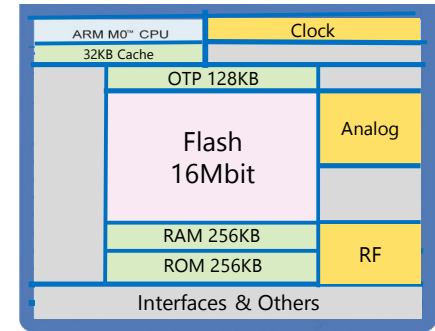 ARM M0™ CPU
Clock
32KB Cache
OTP 128KB
Flash
16Mbit
Analog
RAM 256KB
ROM 256KB
RF
Interfaces & Others